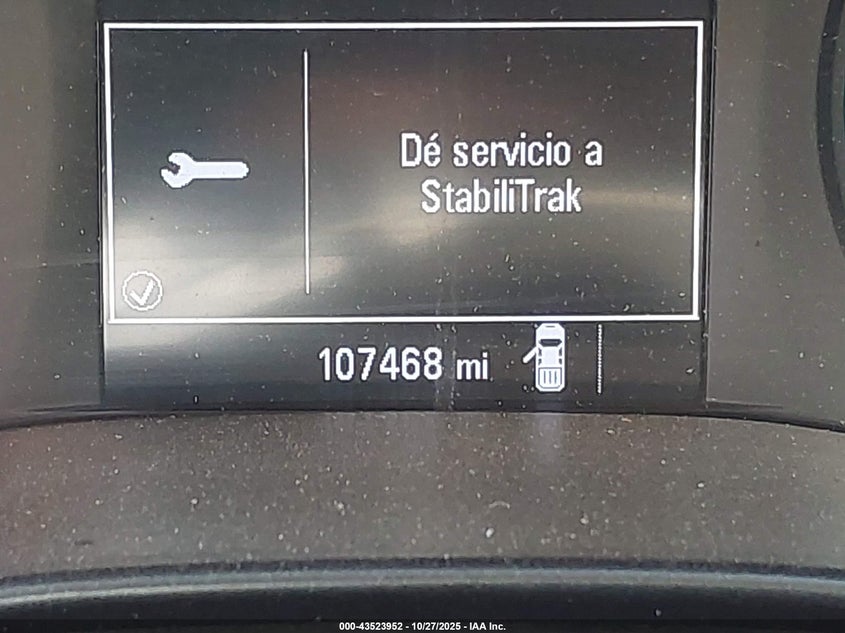 Dé servicio a
StabiliTrak
107468 mi
000-43523952 - 10/27/2025 - IAA Inc.